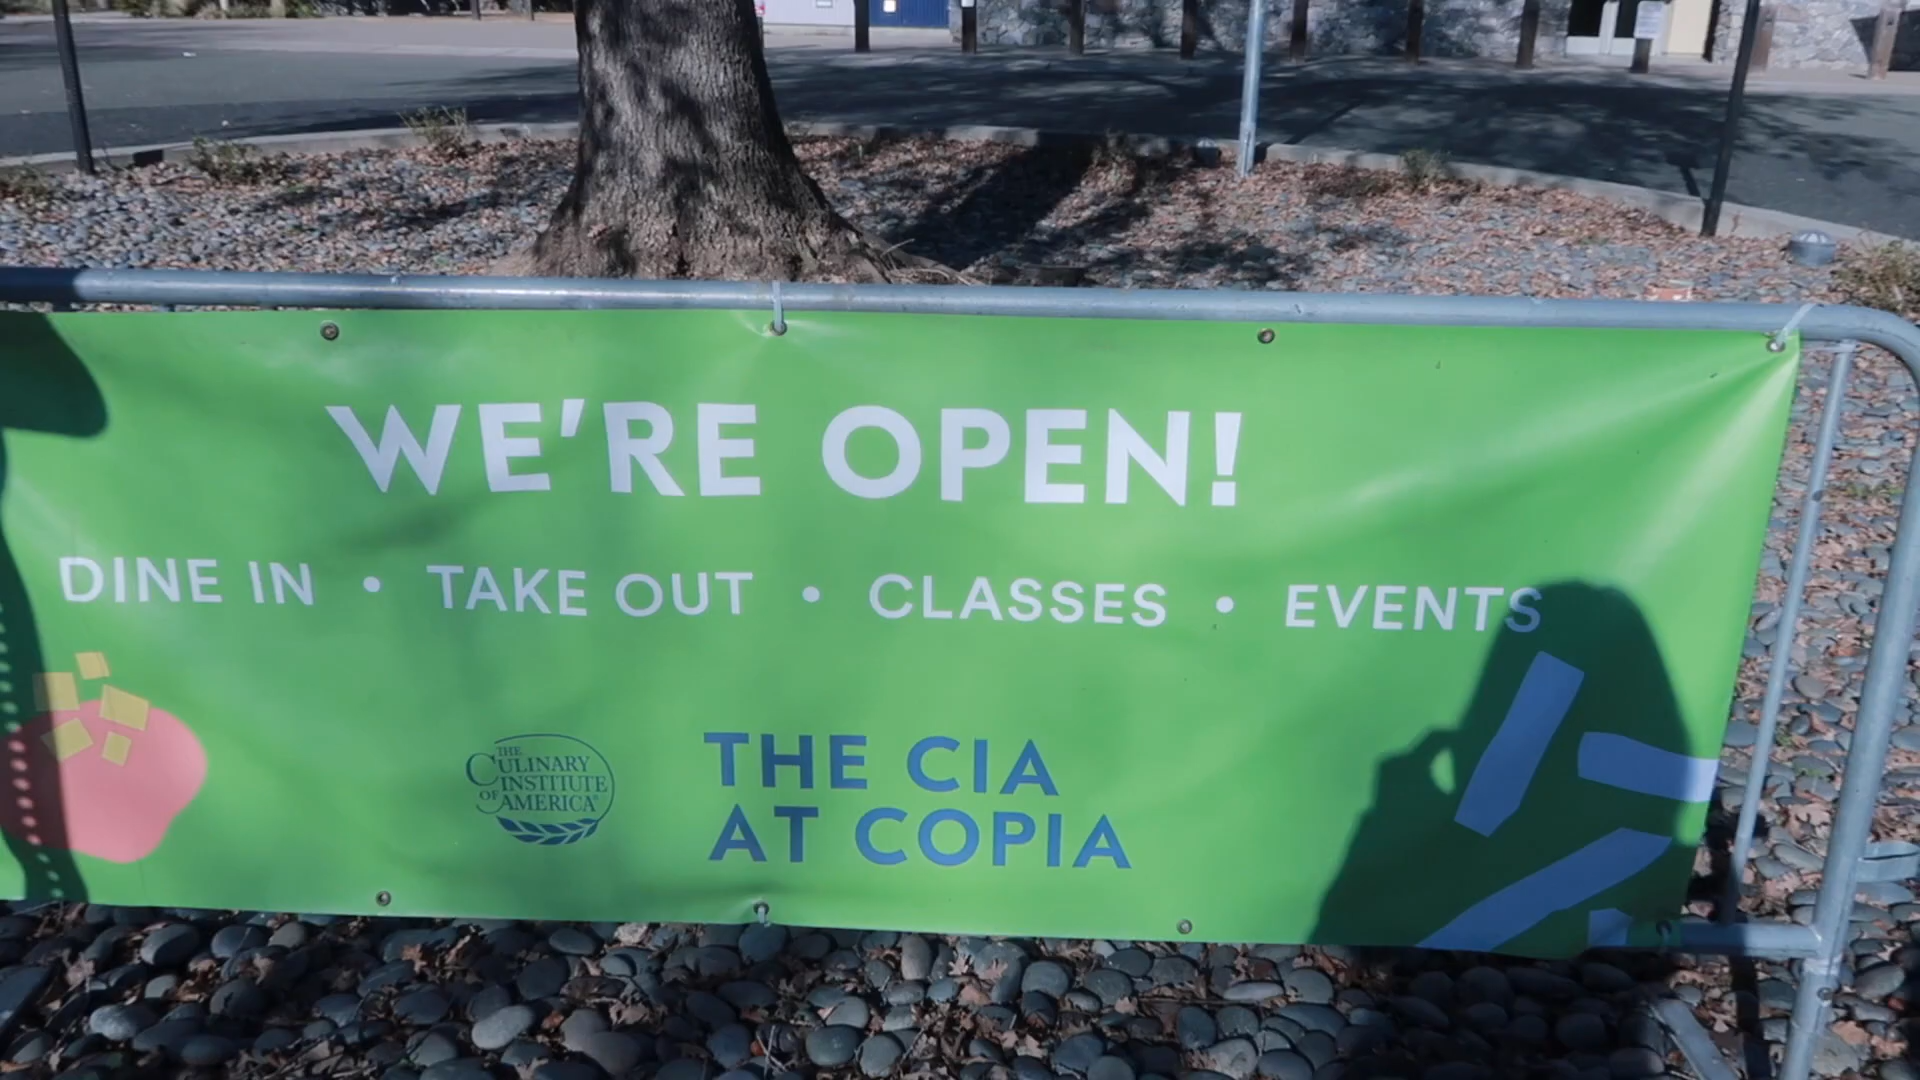 WE'RE OPEN!
DINE IN • TAKE OUT • CLASSES • EVENTS
THE
CULINARY
INSTITUTE
OF AMERICA®
THE CIA
AT COPIA